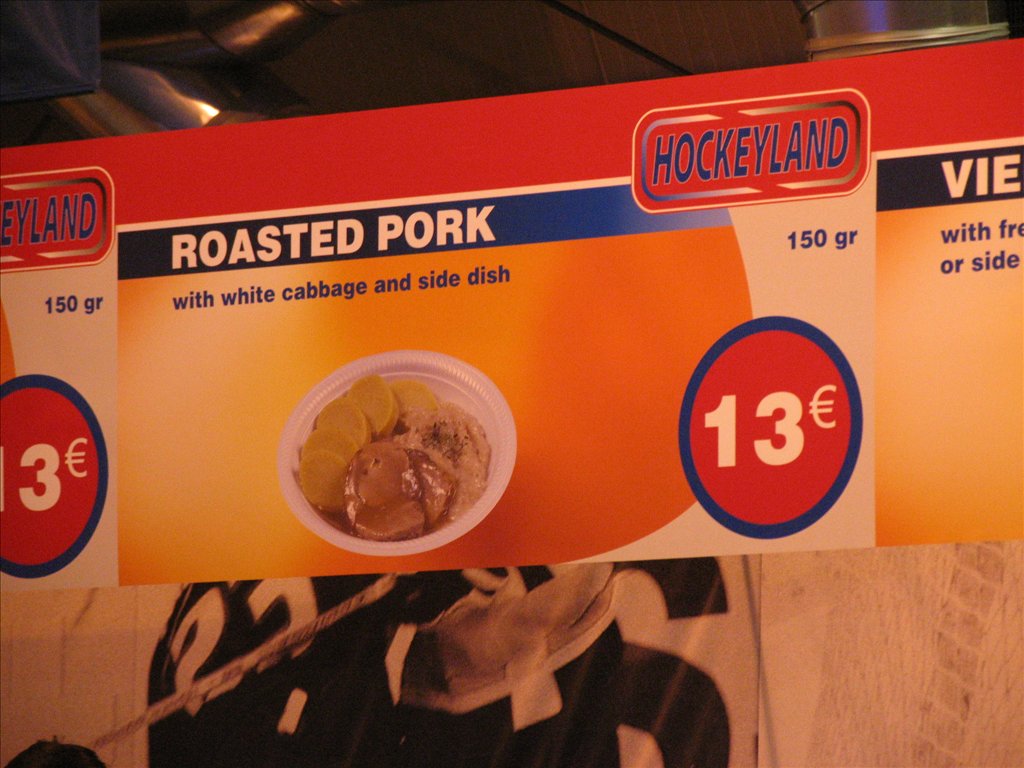 EYLAND
150 gr
13€
HOCKEYLAND
ROASTED PORK
with white cabbage and side dish
150 gr
13€
VIE
with fre
or side